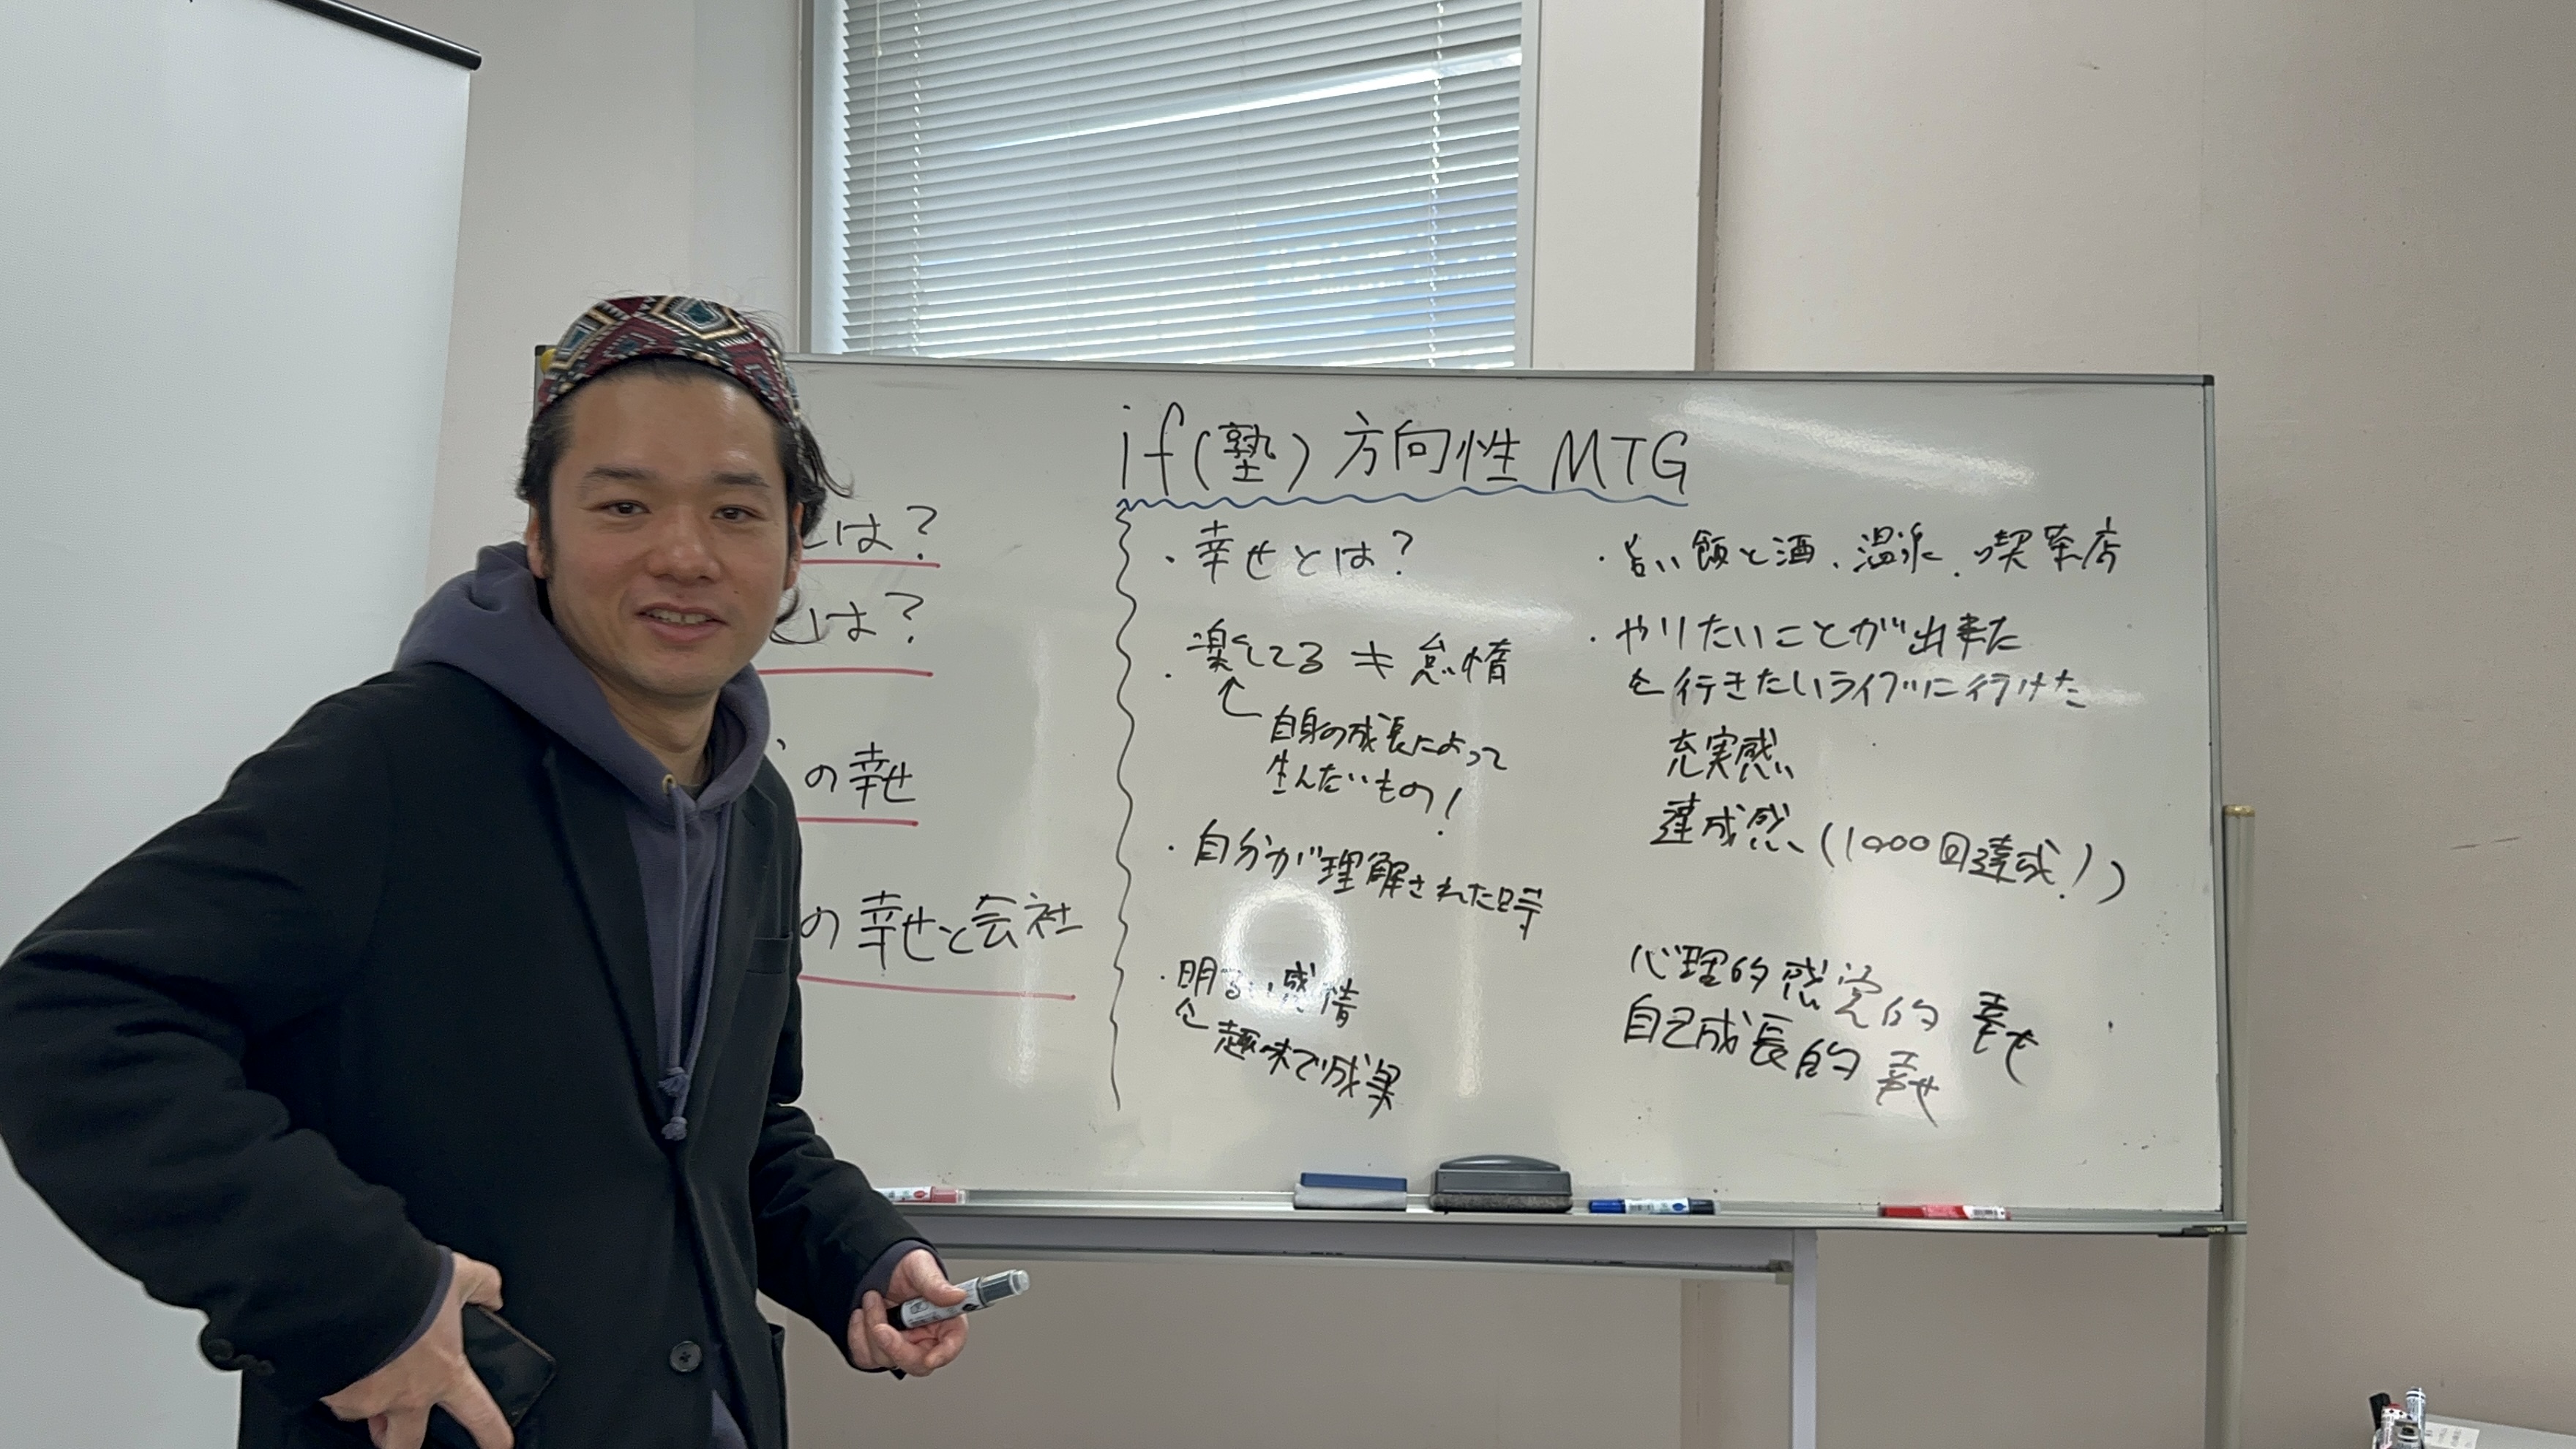 if(塾)方向性 MTG
は?
は?
の幸せ
の幸せと会社
・幸せとは?
・楽してる ≠ 怠惰
自身の成長によって
生んだいもの!
・自分が理解された時
・明るい感情
趣味で成果
・旨い飯と酒、温泉、喫茶店
・やりたいことが出来た
行きたいライブに行けた
充実感
達成感(1000回達成!)
心理的感覚的 幸せ
自己成長的 幸せ